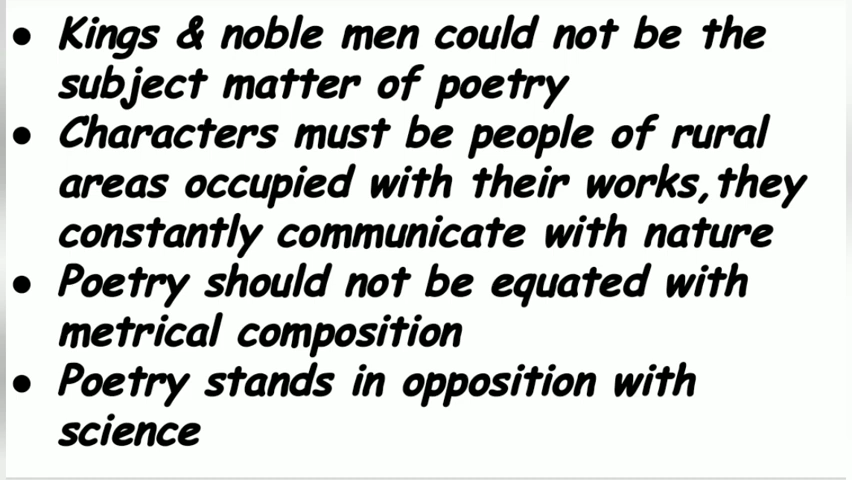 ● Kings & noble men could not be the
subject matter of poetry
● Characters must be people of rural
areas occupied with their works,they
constantly communicate with nature
● Poetry should not be equated with
metrical composition
● Poetry stands in opposition with
science